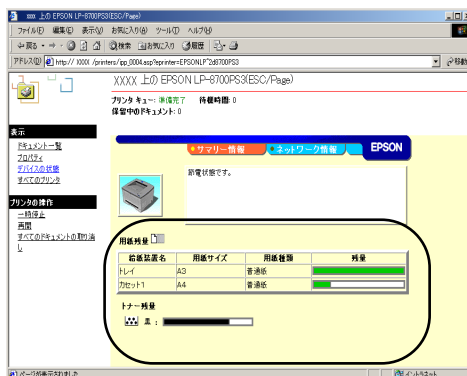 xxxx 上の EPSON LP-8700PS3(ESC/Page)
ファイル(F) 編集(E) 表示(V) お気に入り(A) ツール(T) ヘルプ(H)
戻る
検索 お気に入り 履歴
アドレス(D) http:// XXXX /printers/ipp_0004.asp?eprinter=EPSONLP~2d8700PS3 移動
XXXX 上の EPSON LP-8700PS3(ESC/Page)
プリンタ キュー: 準備完了 待機時間: 0
保留中のドキュメント: 0
表示
ドキュメント一覧
プロパティ
デバイスの状態
すべてのプリンタ
プリンタの操作
一時停止
再開
すべてのドキュメントの取り消し
サマリー情報 ネットワーク情報 EPSON
節電状態です。
用紙残量
給紙装置名 用紙サイズ 用紙種類 残量
トレイ A3 普通紙
カセット1 A4 普通紙
トナー残量
黒 :
ページが表示されました イントラネット